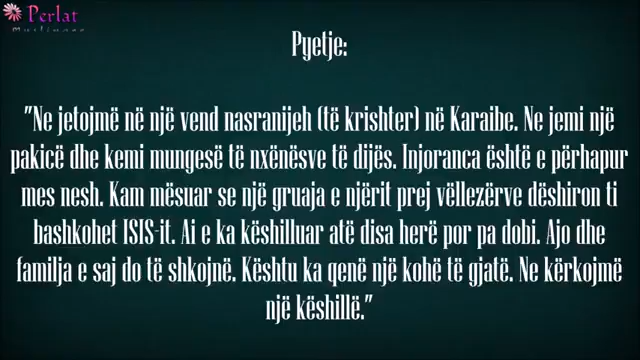 Perlat
Muslimane
Pyetje:
"Ne jetojmë në një vend nasranijeh (të krishter) në Karaibe. Ne jemi një
pakicë dhe kemi mungesë të nxënësve të dijës. Injoranca është e përhapur
mes nesh. Kam mësuar se një gruaja e njërit prej vëllezërve dëshiron ti
bashkohet ISIS-it. Ai e ka këshilluar atë disa herë por pa dobi. Ajo dhe
familja e saj do të shkojnë. Kështu ka qenë një kohë të gjatë. Ne kërkojmë
një këshillë."